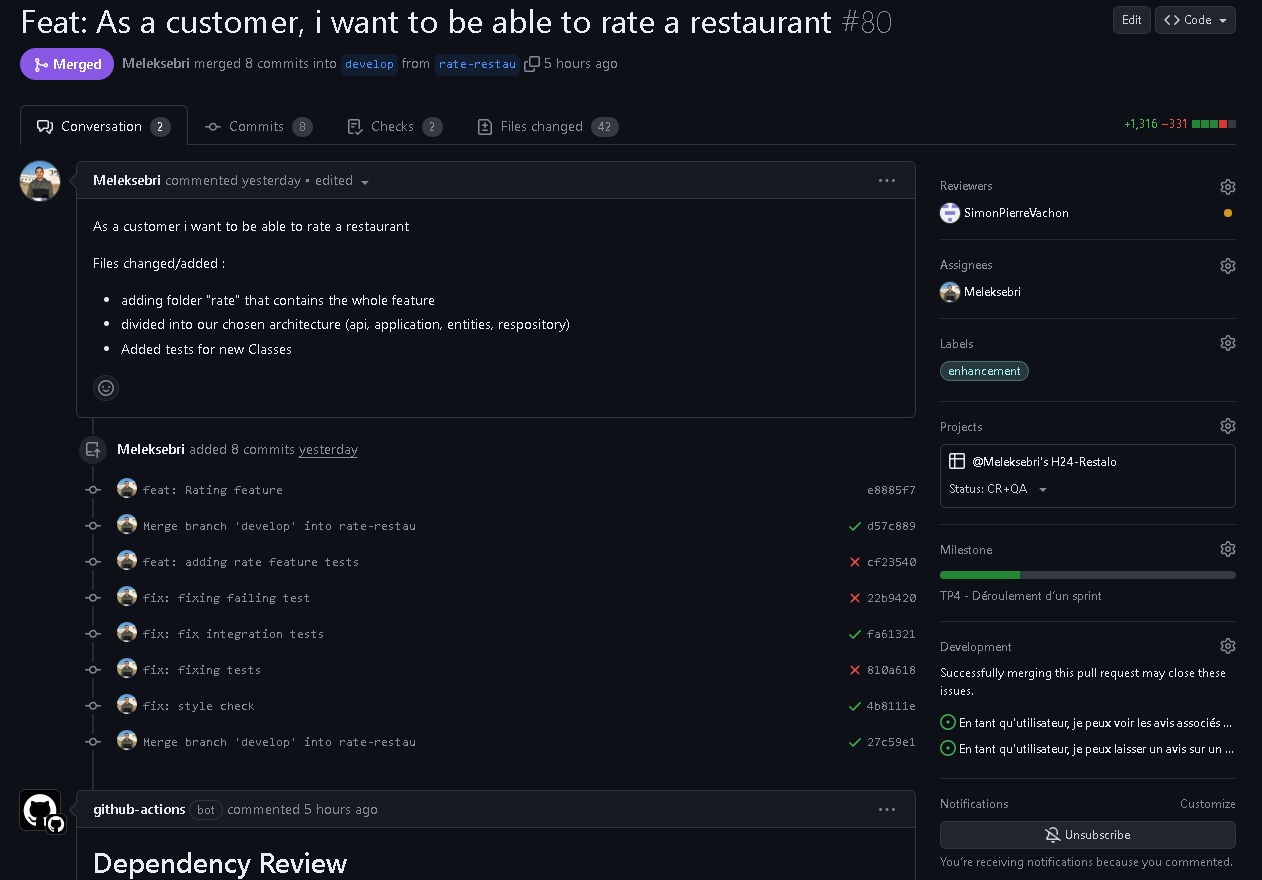 Feat: As a customer, i want to be able to rate a restaurant #80
Edit
Code
Merged
Meleksebri merged 8 commits into develop from rate-restau 5 hours ago
Conversation 2
Commits 8
Checks 2
Files changed 42
+1,316 −331
Meleksebri commented yesterday • edited
As a customer i want to be able to rate a restaurant
Files changed/added :
• adding folder "rate" that contains the whole feature
• divided into our chosen architecture (api, application, entities, respository)
• Added tests for new Classes
Meleksebri added 8 commits yesterday
feat: Rating feature e8885f7
Merge branch 'develop' into rate-restau d57c889
feat: adding rate feature tests cf23540
fix: fixing failing test 22b9420
fix: fix integration tests fa61321
fix: fixing tests 810a618
fix: style check 4b8111e
Merge branch 'develop' into rate-restau 27c59e1
github-actions bot commented 5 hours ago
Dependency Review
Reviewers
SimonPierreVachon
Assignees
Meleksebri
Labels
enhancement
Projects
@Meleksebri's H24-Restalo
Status: CR+QA
Milestone
TP4 - Déroulement d'un sprint
Development
Successfully merging this pull request may close these
issues.
En tant qu'utilisateur, je peux voir les avis associés ...
En tant qu'utilisateur, je peux laisser un avis sur un ...
Notifications
Customize
Unsubscribe
You're receiving notifications because you commented.